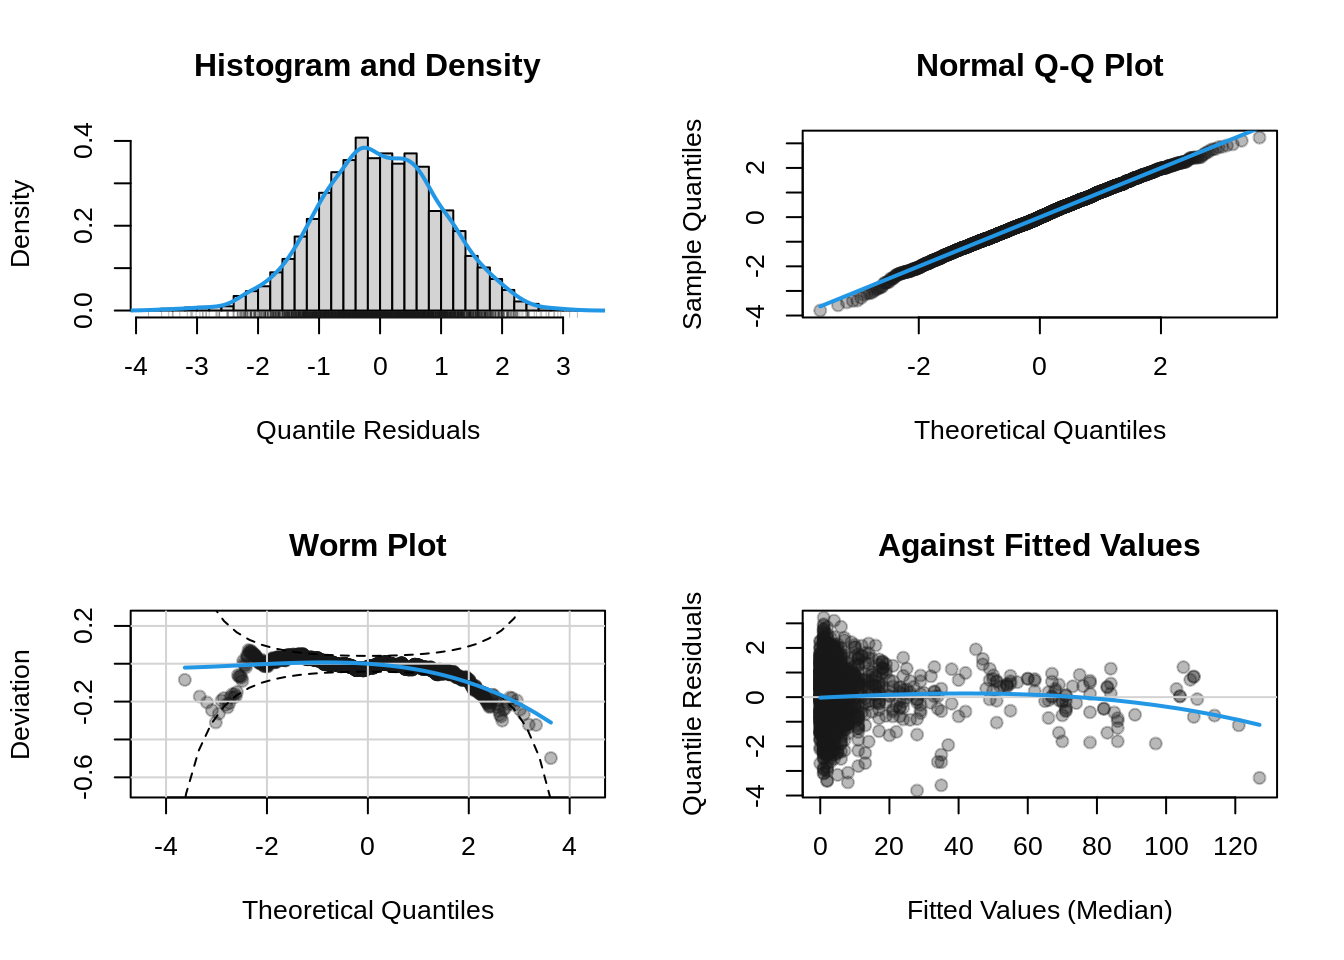 Histogram and Density
Density
0.0 0.2 0.4
-4 -3 -2 -1 0 1 2 3
Quantile Residuals
Normal Q-Q Plot
Sample Quantiles
-4 -2 0 2
-2 0 2
Theoretical Quantiles
Worm Plot
Deviation
-0.6 -0.2 0.2
-4 -2 0 2 4
Theoretical Quantiles
Against Fitted Values
Quantile Residuals
-4 -2 0 2
0 20 40 60 80 100 120
Fitted Values (Median)